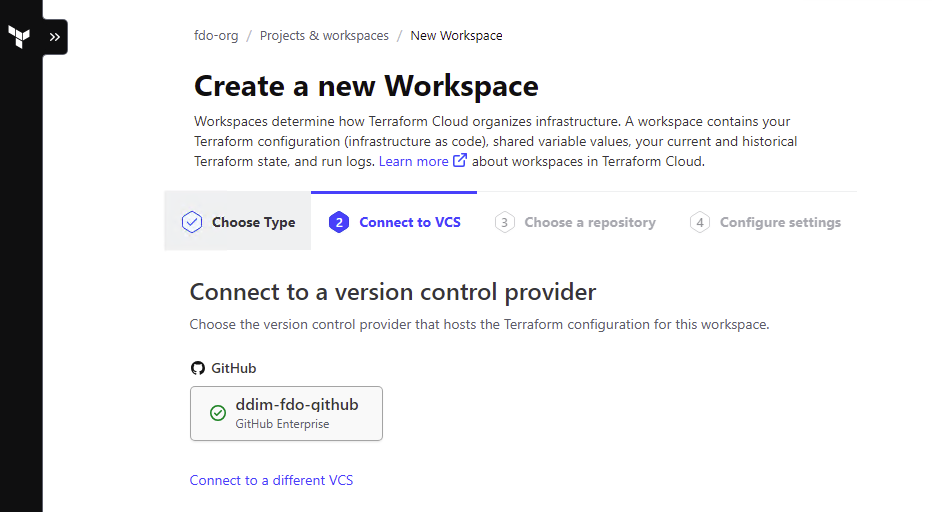 fdo-org / Projects & workspaces / New Workspace
Create a new Workspace
Workspaces determine how Terraform Cloud organizes infrastructure. A workspace contains your
Terraform configuration (infrastructure as code), shared variable values, your current and historical
Terraform state, and run logs. Learn more about workspaces in Terraform Cloud.
Choose Type
2 Connect to VCS
3 Choose a repository
4 Configure settings
Connect to a version control provider
Choose the version control provider that hosts the Terraform configuration for this workspace.
GitHub
ddim-fdo-github
GitHub Enterprise
Connect to a different VCS